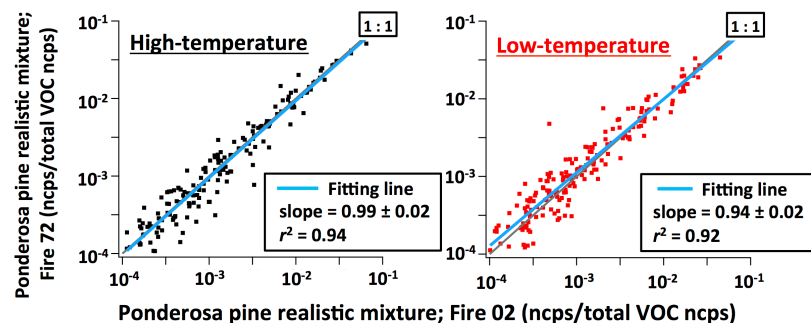 Ponderosa pine realistic mixture;
Fire 72 (ncps/total VOC ncps)
10-1
10-2
10-3
10-4
High-temperature
1 : 1
Fitting line
slope = 0.99 ± 0.02
r2 = 0.94
10-4
10-3
10-2
10-1
10-1
10-2
10-3
10-4
Low-temperature
1 : 1
Fitting line
slope = 0.94 ± 0.02
r2 = 0.92
10-4
10-3
10-2
10-1
Ponderosa pine realistic mixture; Fire 02 (ncps/total VOC ncps)